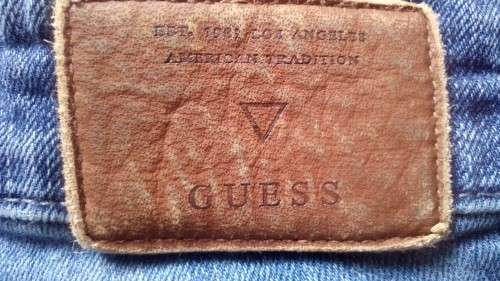 EST. 1981 LOS ANGELES
AMERICAN TRADITION
GUESS